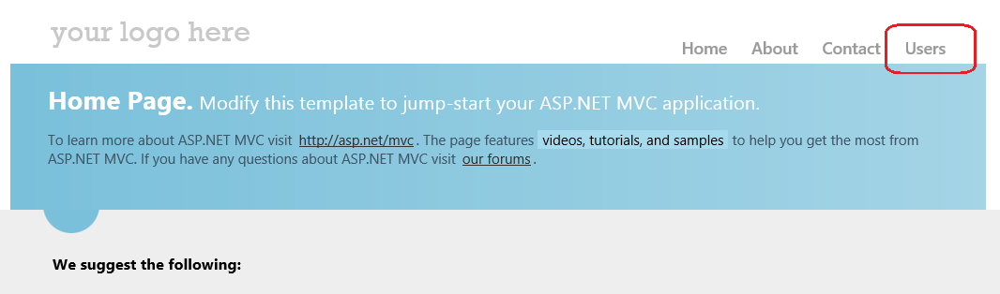 your logo here
Home About Contact Users
Home Page. Modify this template to jump-start your ASP.NET MVC application.
To learn more about ASP.NET MVC visit http://asp.net/mvc. The page features videos, tutorials, and samples to help you get the most from
ASP.NET MVC. If you have any questions about ASP.NET MVC visit our forums.
We suggest the following: